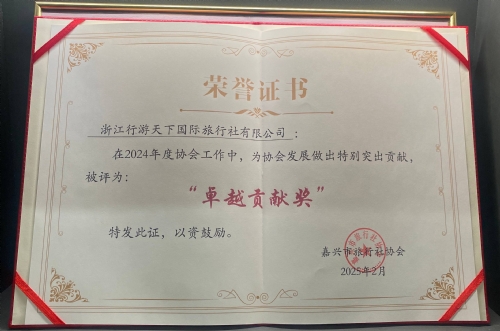 荣誉证书
浙江行游天下国际旅行社有限公司：
在2024年度协会工作中，为协会发展做出特别突出贡献，
被评为：
“卓越贡献奖”
特发此证，以资鼓励。
嘉兴市旅行社协会
2025年2月